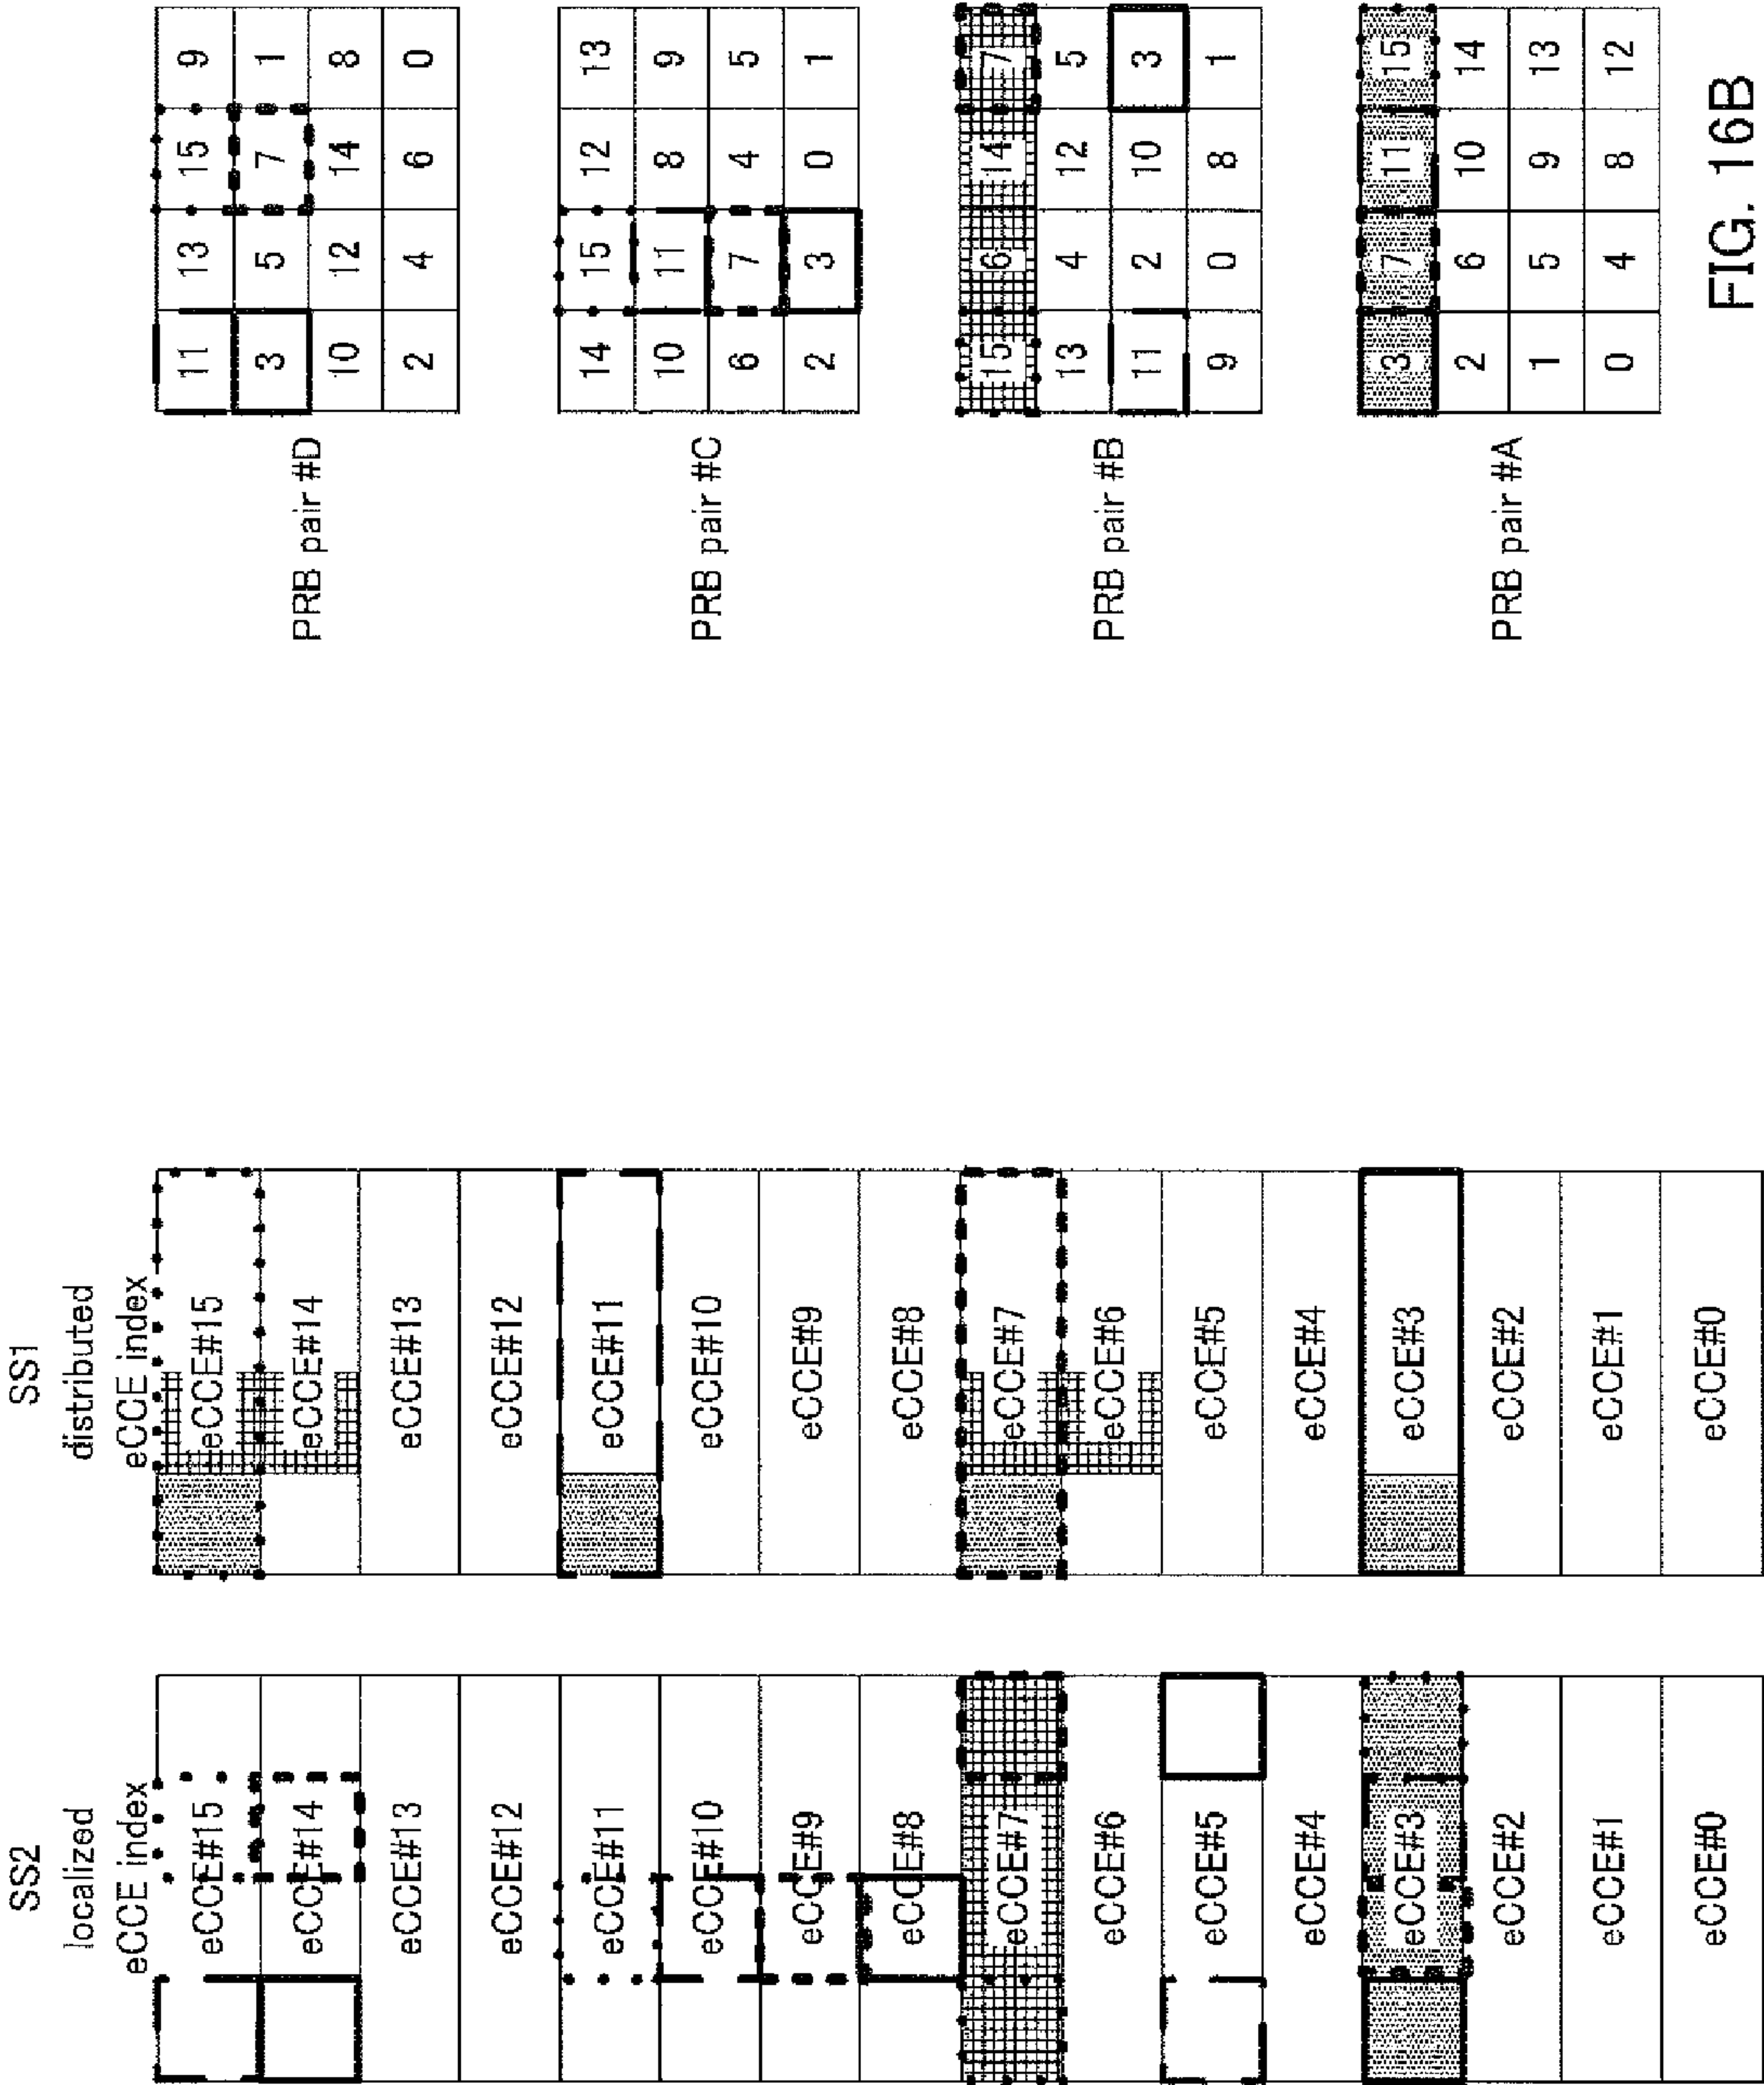 SS2
localized
eCCE index
eCCE#15
eCCE#14
eCCE#13
eCCE#12
eCCE#11
eCCE#10
eCCE#9
eCCE#8
eCCE#7
eCCE#6
eCCE#5
eCCE#4
eCCE#3
eCCE#2
eCCE#1
eCCE#0
SS1
distributed
eCCE index
eCCE#15
eCCE#14
eCCE#13
eCCE#12
eCCE#11
eCCE#10
eCCE#9
eCCE#8
eCCE#7
eCCE#6
eCCE#5
eCCE#4
eCCE#3
eCCE#2
eCCE#1
eCCE#0
PRB pair #D
11 13 15 9
3 5 7 1
10 12 14 8
2 4 6 0
PRB pair #C
14 15 12 13
10 11 8 9
6 7 4 5
2 3 0 1
PRB pair #B
15 6 14 7
13 4 12 5
11 2 10 3
9 0 8 1
PRB pair #A
3 7 11 15
2 6 10 14
1 5 9 13
0 4 8 12
FIG. 16B